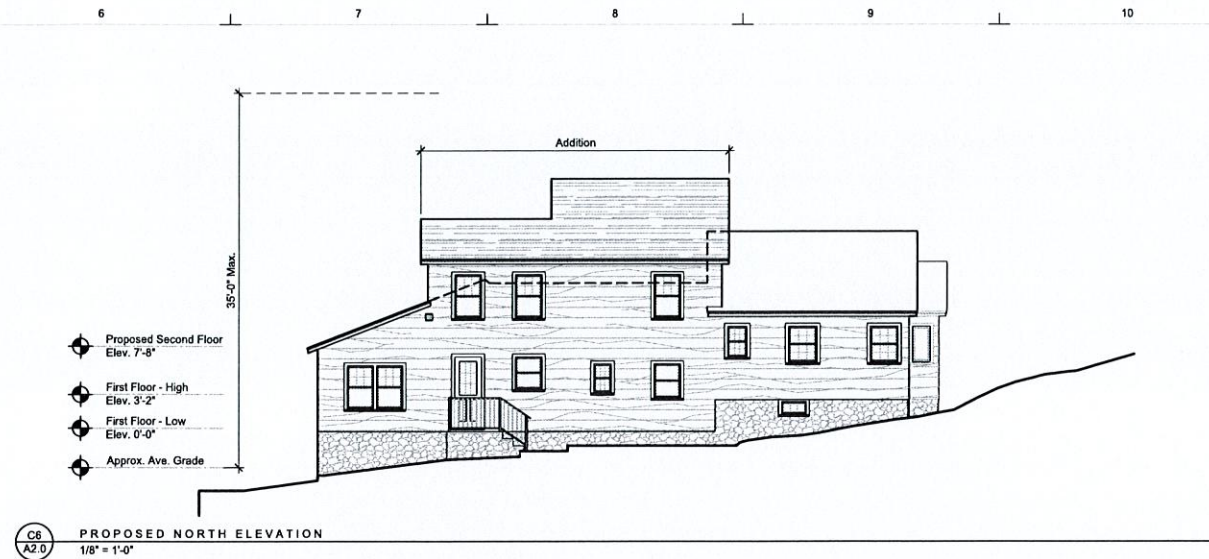 6 7 8 9 10
Addition
35'-0" Max.
Proposed Second Floor
Elev. 7'-8"
First Floor - High
Elev. 3'-2"
First Floor - Low
Elev. 0'-0"
Approx. Ave. Grade
C6
A2.0
PROPOSED NORTH ELEVATION
1/8" = 1'-0"